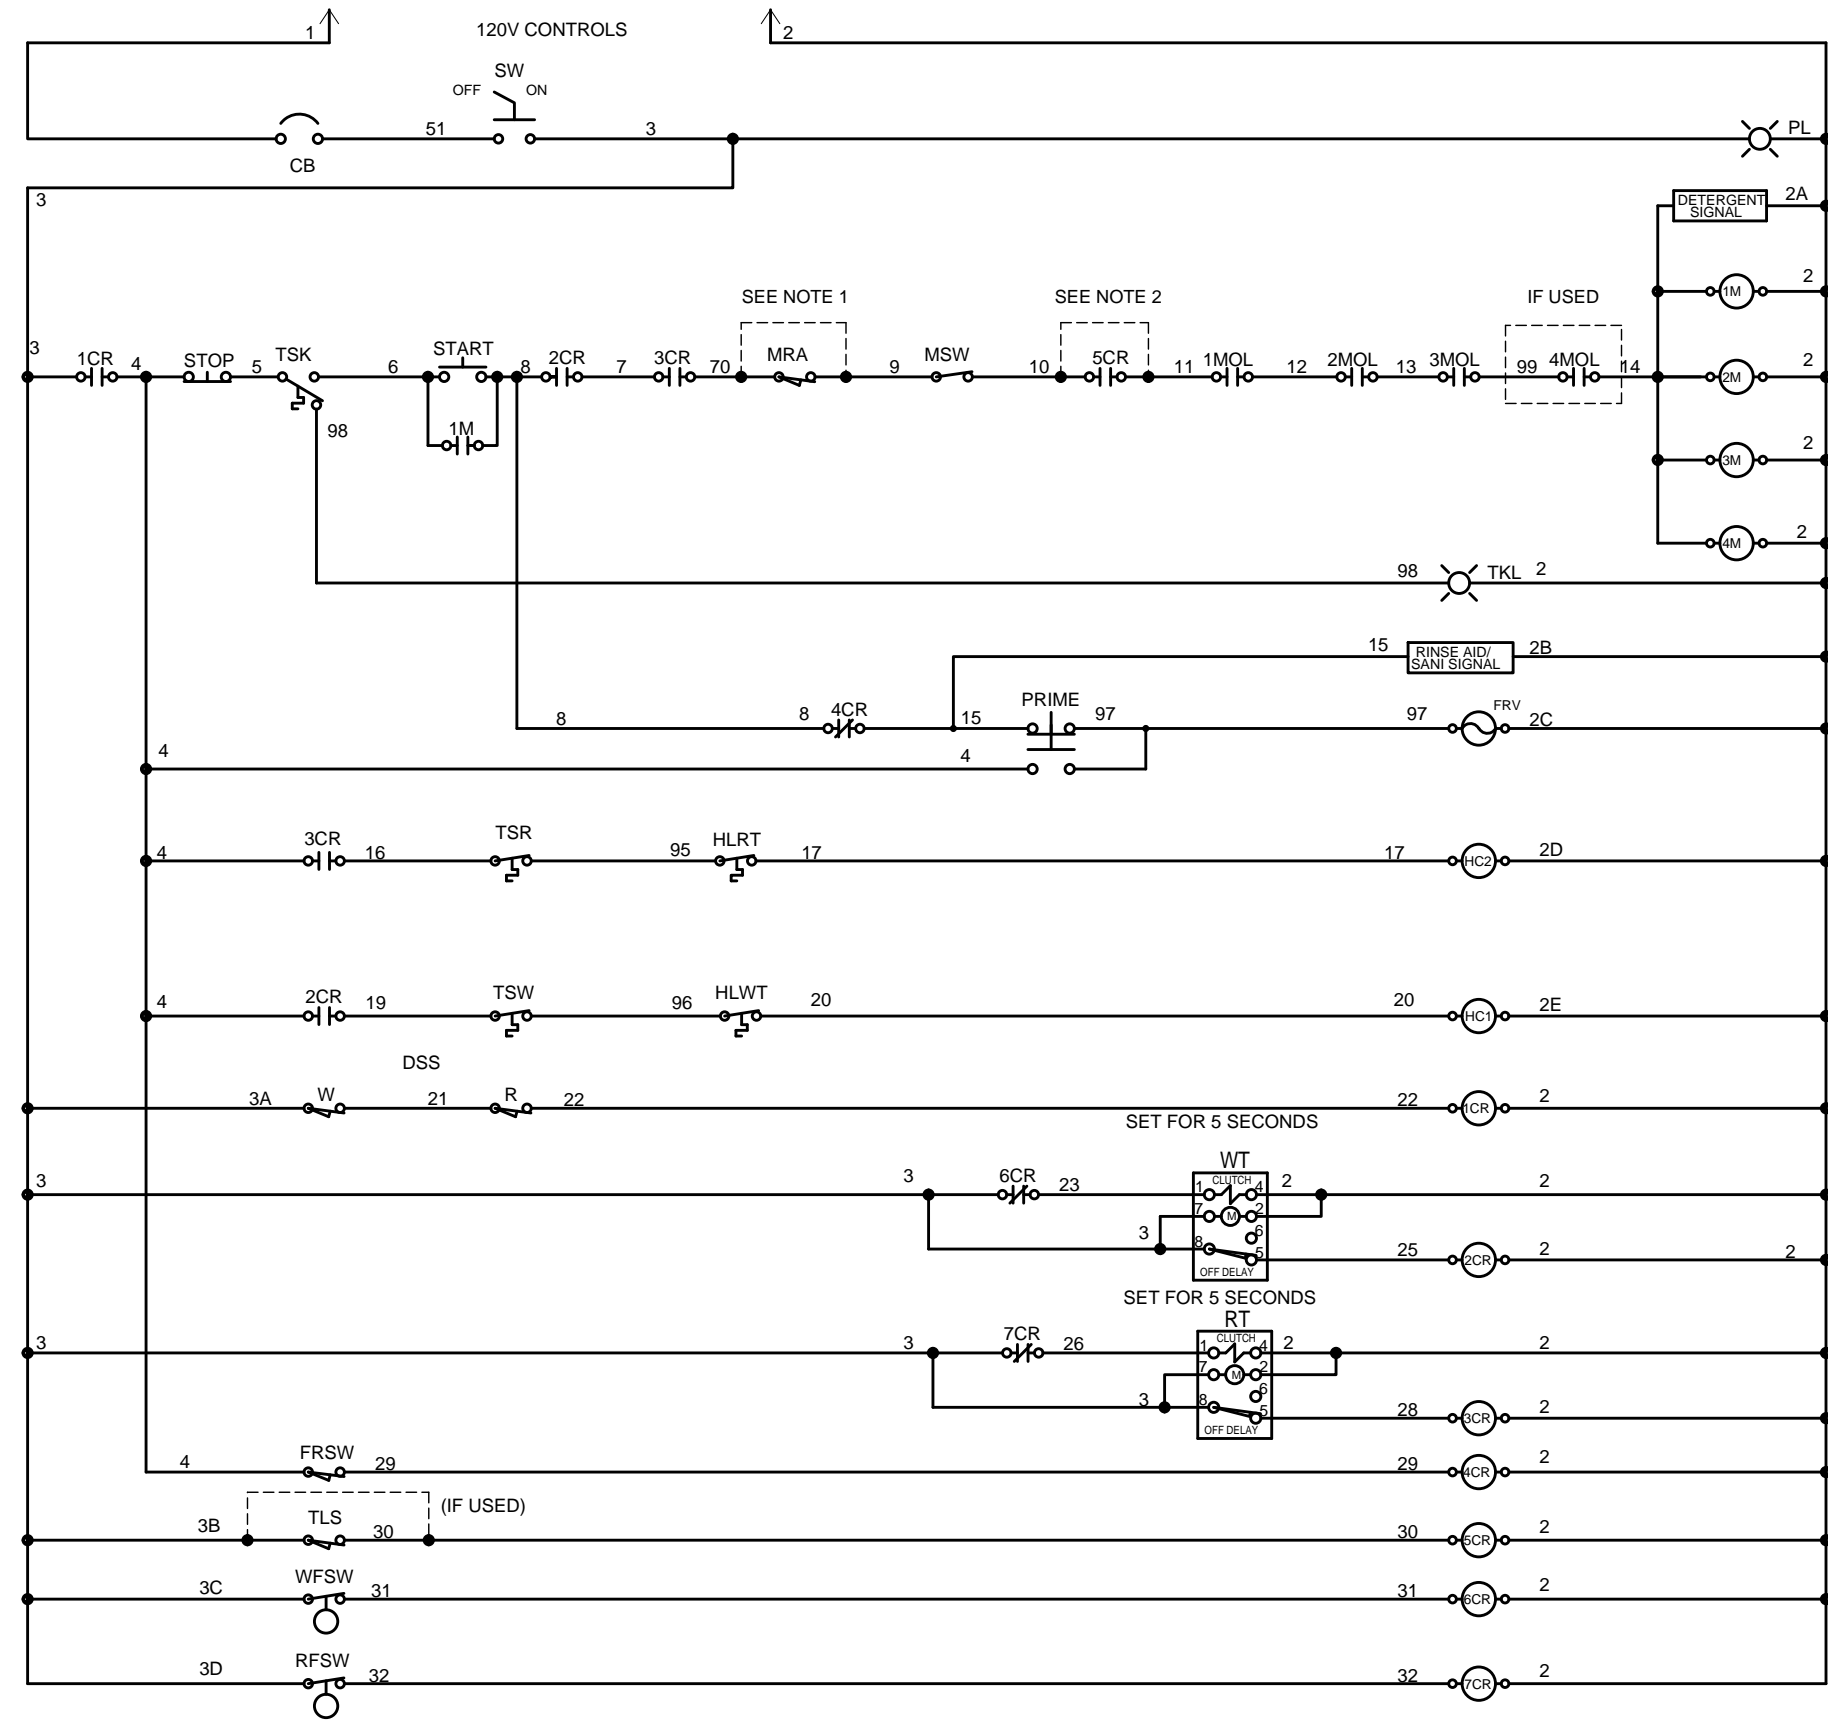 1
120V CONTROLS
2
SW
OFF ON
51
3
CB
PL
3
DETERGENT
SIGNAL
2A
1M
2
SEE NOTE 1
SEE NOTE 2
IF USED
3
1CR
4
STOP
5
TSK
6
START
8
2CR
7
3CR
70
MRA
9
MSW
10
5CR
11
1MOL
12
2MOL
13
3MOL
99
4MOL
14
2M
2
98
1M
3M
2
4M
2
98
TKL
2
15
RINSE AID/
SANI SIGNAL
2B
8
8
4CR
15
PRIME
97
97
FRV
2C
4
4
4
3CR
16
TSR
95
HLRT
17
17
HC2
2D
4
2CR
19
TSW
96
HLWT
20
20
HC1
2E
DSS
3A
W
21
R
22
22
1CR
2
SET FOR 5 SECONDS
WT
3
3
6CR
23
1
CLUTCH
4
2
2
7
M
2
6
3
8
5
OFF DELAY
25
2CR
2
2
SET FOR 5 SECONDS
RT
3
3
7CR
26
1
CLUTCH
4
2
2
7
M
2
6
3
8
5
OFF DELAY
28
3CR
2
4
FRSW
29
29
4CR
2
(IF USED)
3B
TLS
30
30
5CR
2
3C
WFSW
31
31
6CR
2
3D
RFSW
32
32
7CR
2